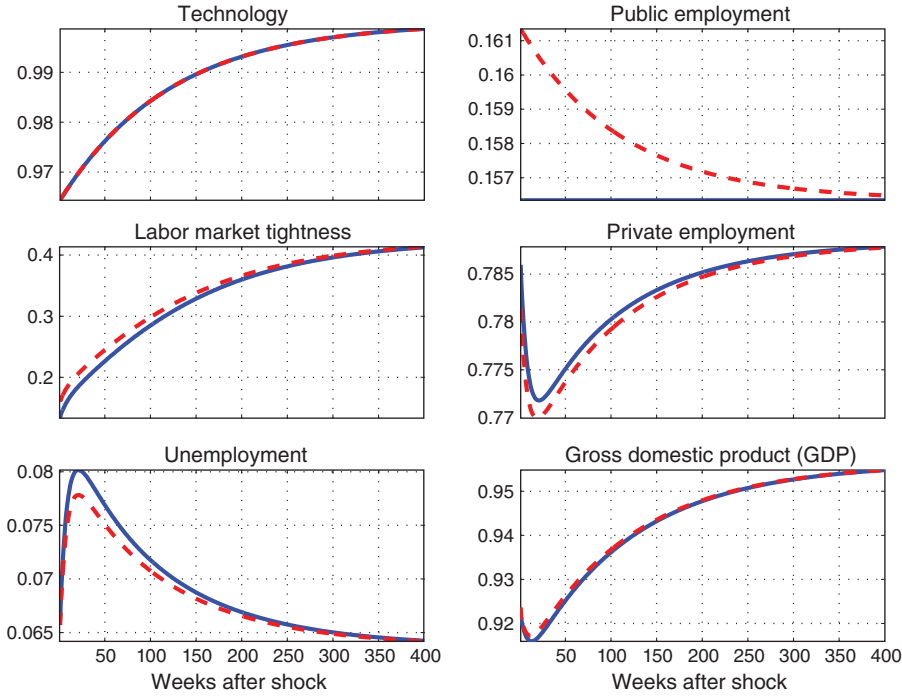 Technology
0.99
0.98
0.97
Public employment
0.161
0.16
0.159
0.158
0.157
Labor market tightness
0.4
0.3
0.2
Private employment
0.785
0.78
0.775
0.77
Unemployment
0.08
0.075
0.07
0.065
50 100 150 200 250 300 350 400
Weeks after shock
Gross domestic product (GDP)
0.95
0.94
0.93
0.92
50 100 150 200 250 300 350 400
Weeks after shock